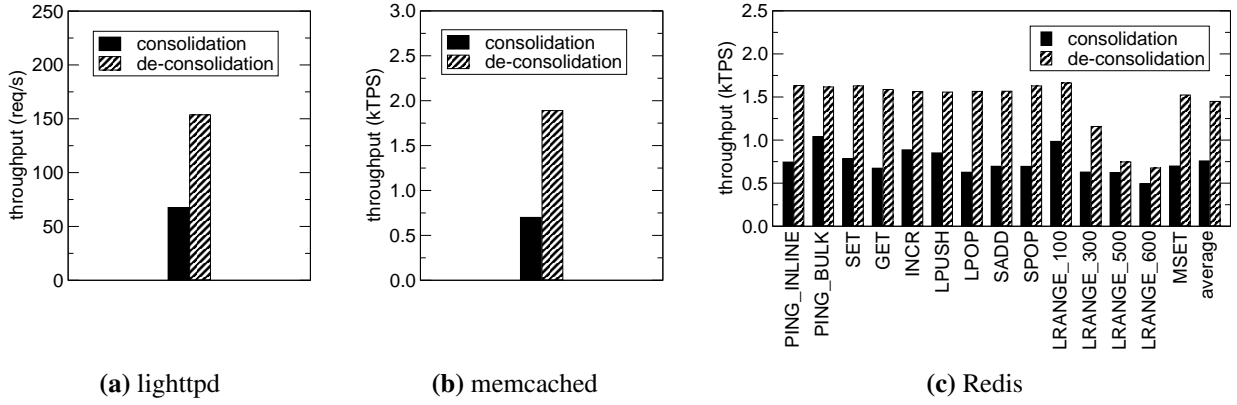 250
200
150
100
50
0
throughput (req/s)
consolidation
de-consolidation
(a) lighttpd
3.0
2.5
2.0
1.5
1.0
0.5
0.0
throughput (kTPS)
consolidation
de-consolidation
(b) memcached
2.5
2.0
1.5
1.0
0.5
0.0
throughput (kTPS)
consolidation
de-consolidation
PING_INLINE
PING_BULK
SET
GET
INCR
LPUSH
LPOP
SADD
SPOP
LRANGE_100
LRANGE_300
LRANGE_500
LRANGE_600
MSET
average
(c) Redis